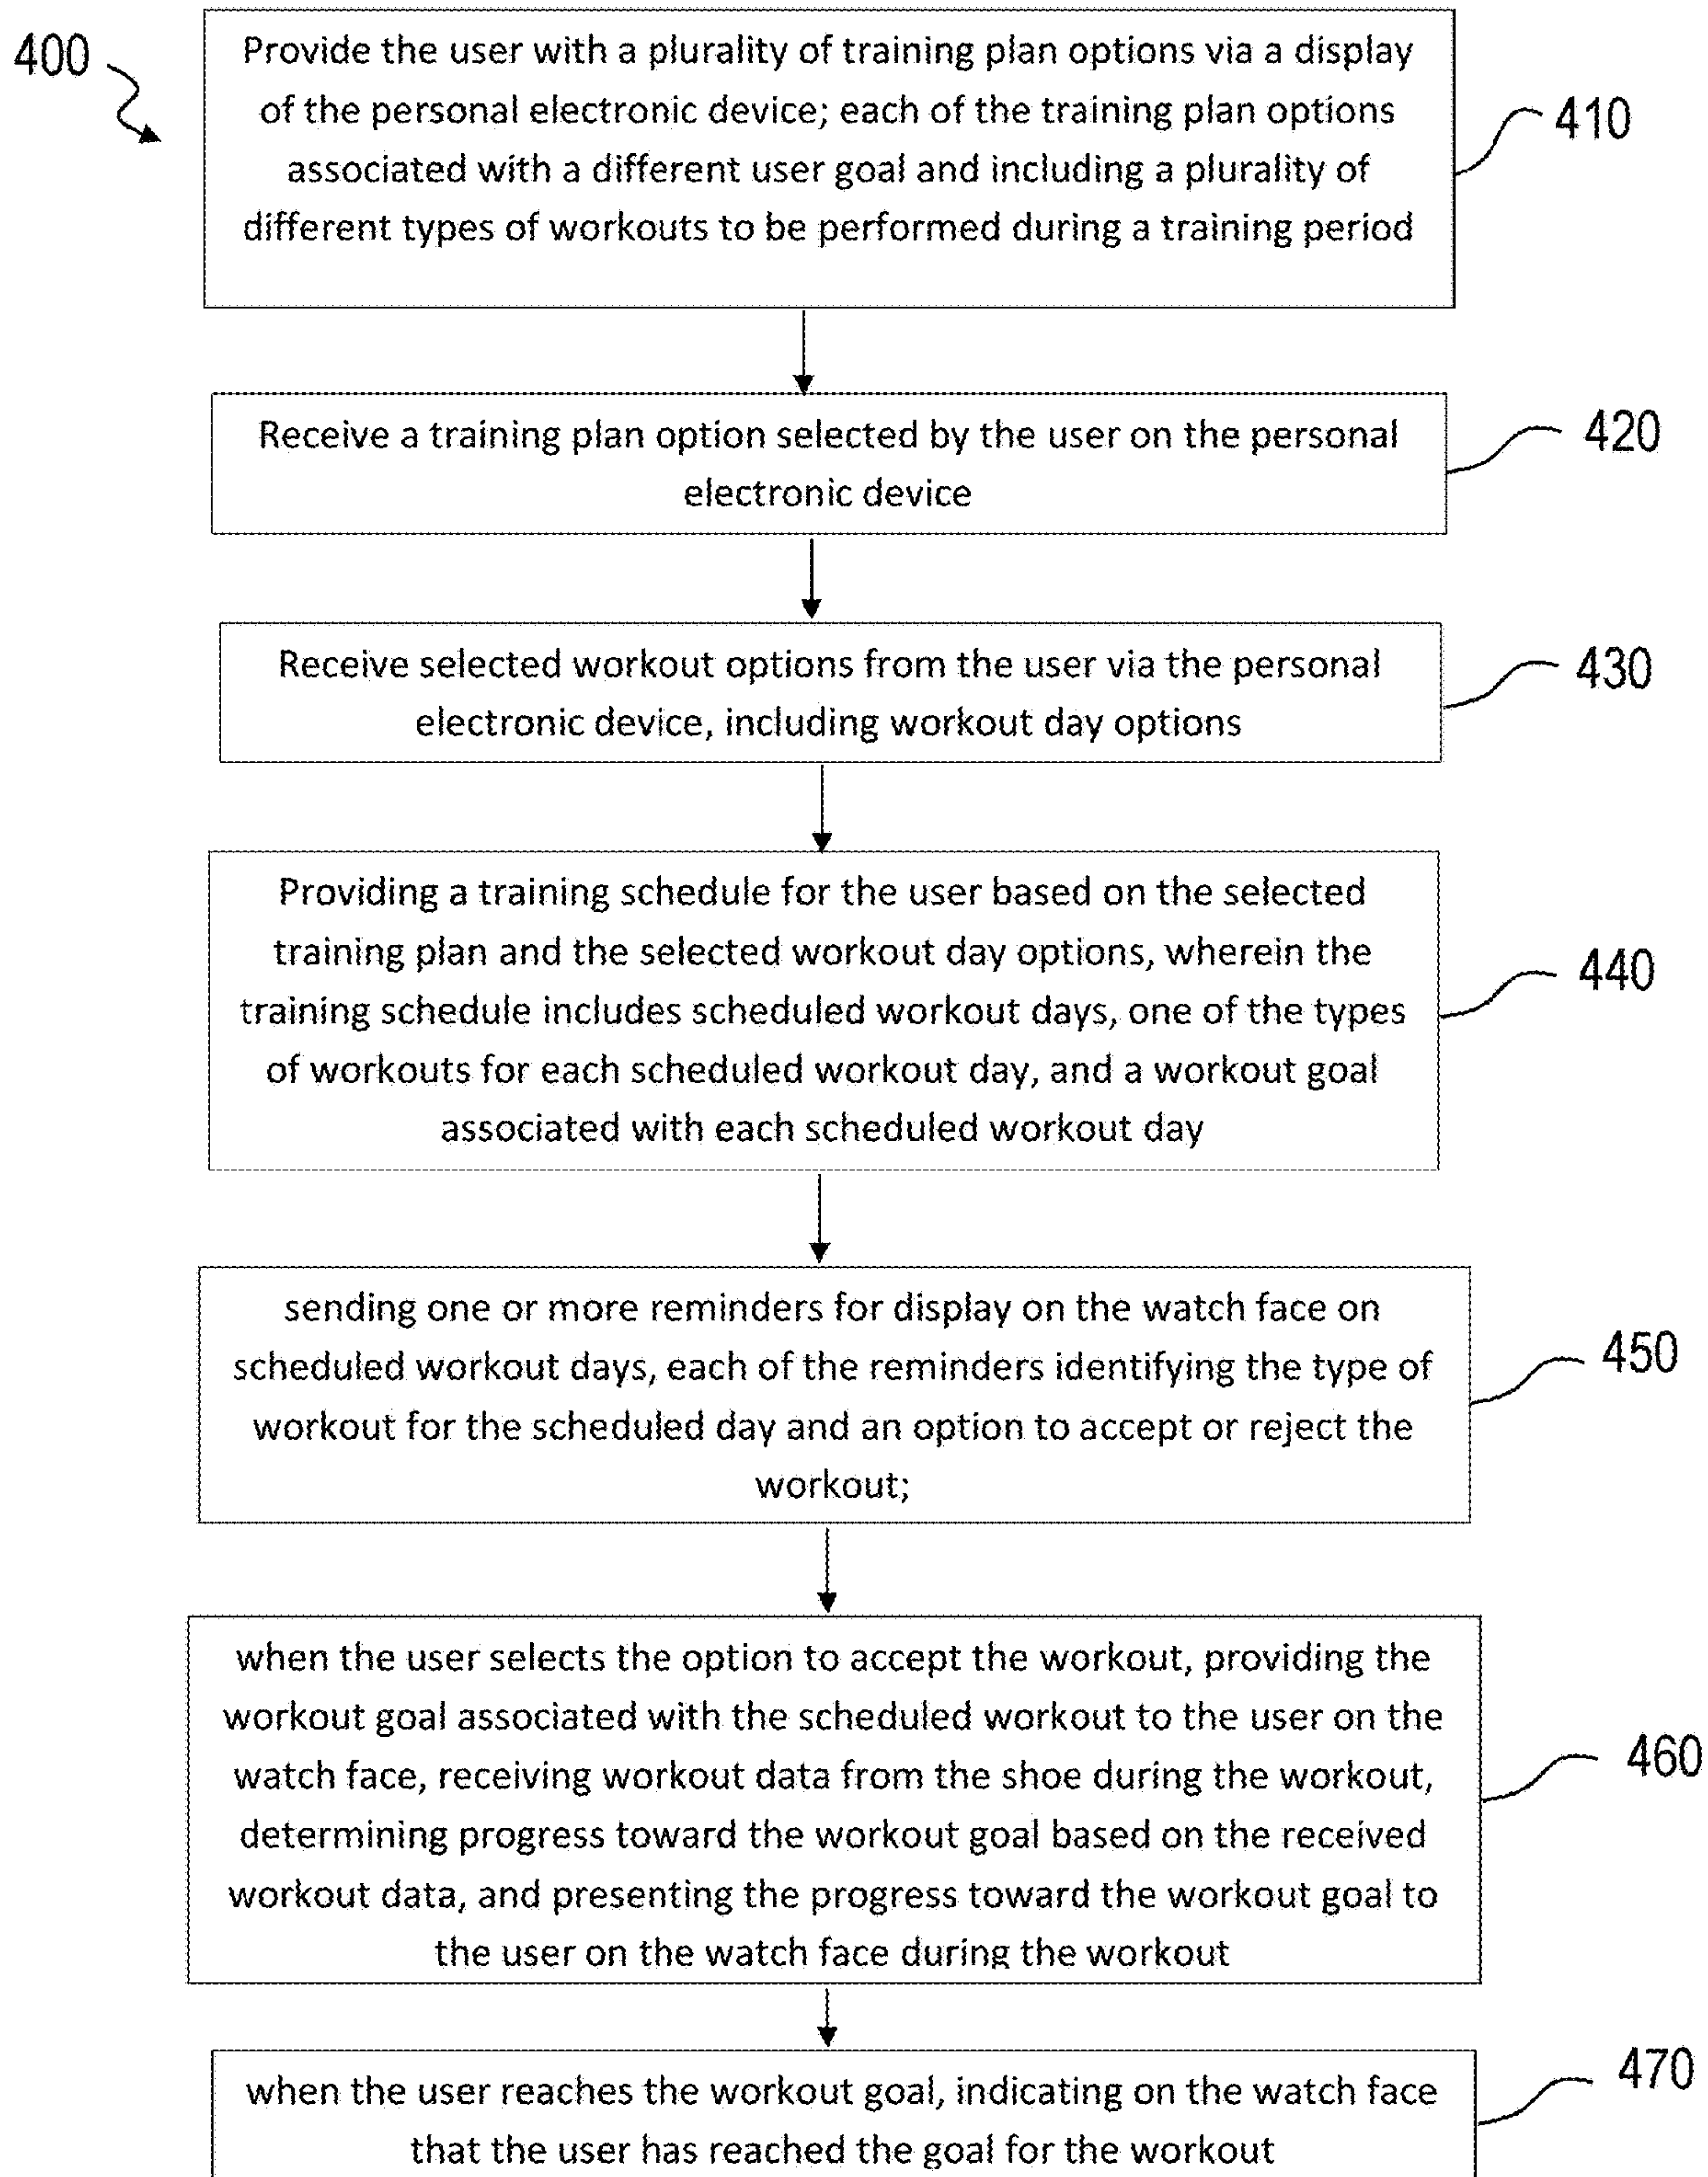 400
Provide the user with a plurality of training plan options via a display
of the personal electronic device; each of the training plan options
associated with a different user goal and including a plurality of
different types of workouts to be performed during a training period
410
Receive a training plan option selected by the user on the personal
electronic device
420
Receive selected workout options from the user via the personal
electronic device, including workout day options
430
Providing a training schedule for the user based on the selected
training plan and the selected workout day options, wherein the
training schedule includes scheduled workout days, one of the types
of workouts for each scheduled workout day, and a workout goal
associated with each scheduled workout day
440
sending one or more reminders for display on the watch face on
scheduled workout days, each of the reminders identifying the type of
workout for the scheduled day and an option to accept or reject the
workout;
450
when the user selects the option to accept the workout, providing the
workout goal associated with the scheduled workout to the user on the
watch face, receiving workout data from the shoe during the workout,
determining progress toward the workout goal based on the received
workout data, and presenting the progress toward the workout goal to
the user on the watch face during the workout
460
when the user reaches the workout goal, indicating on the watch face
that the user has reached the goal for the workout
470